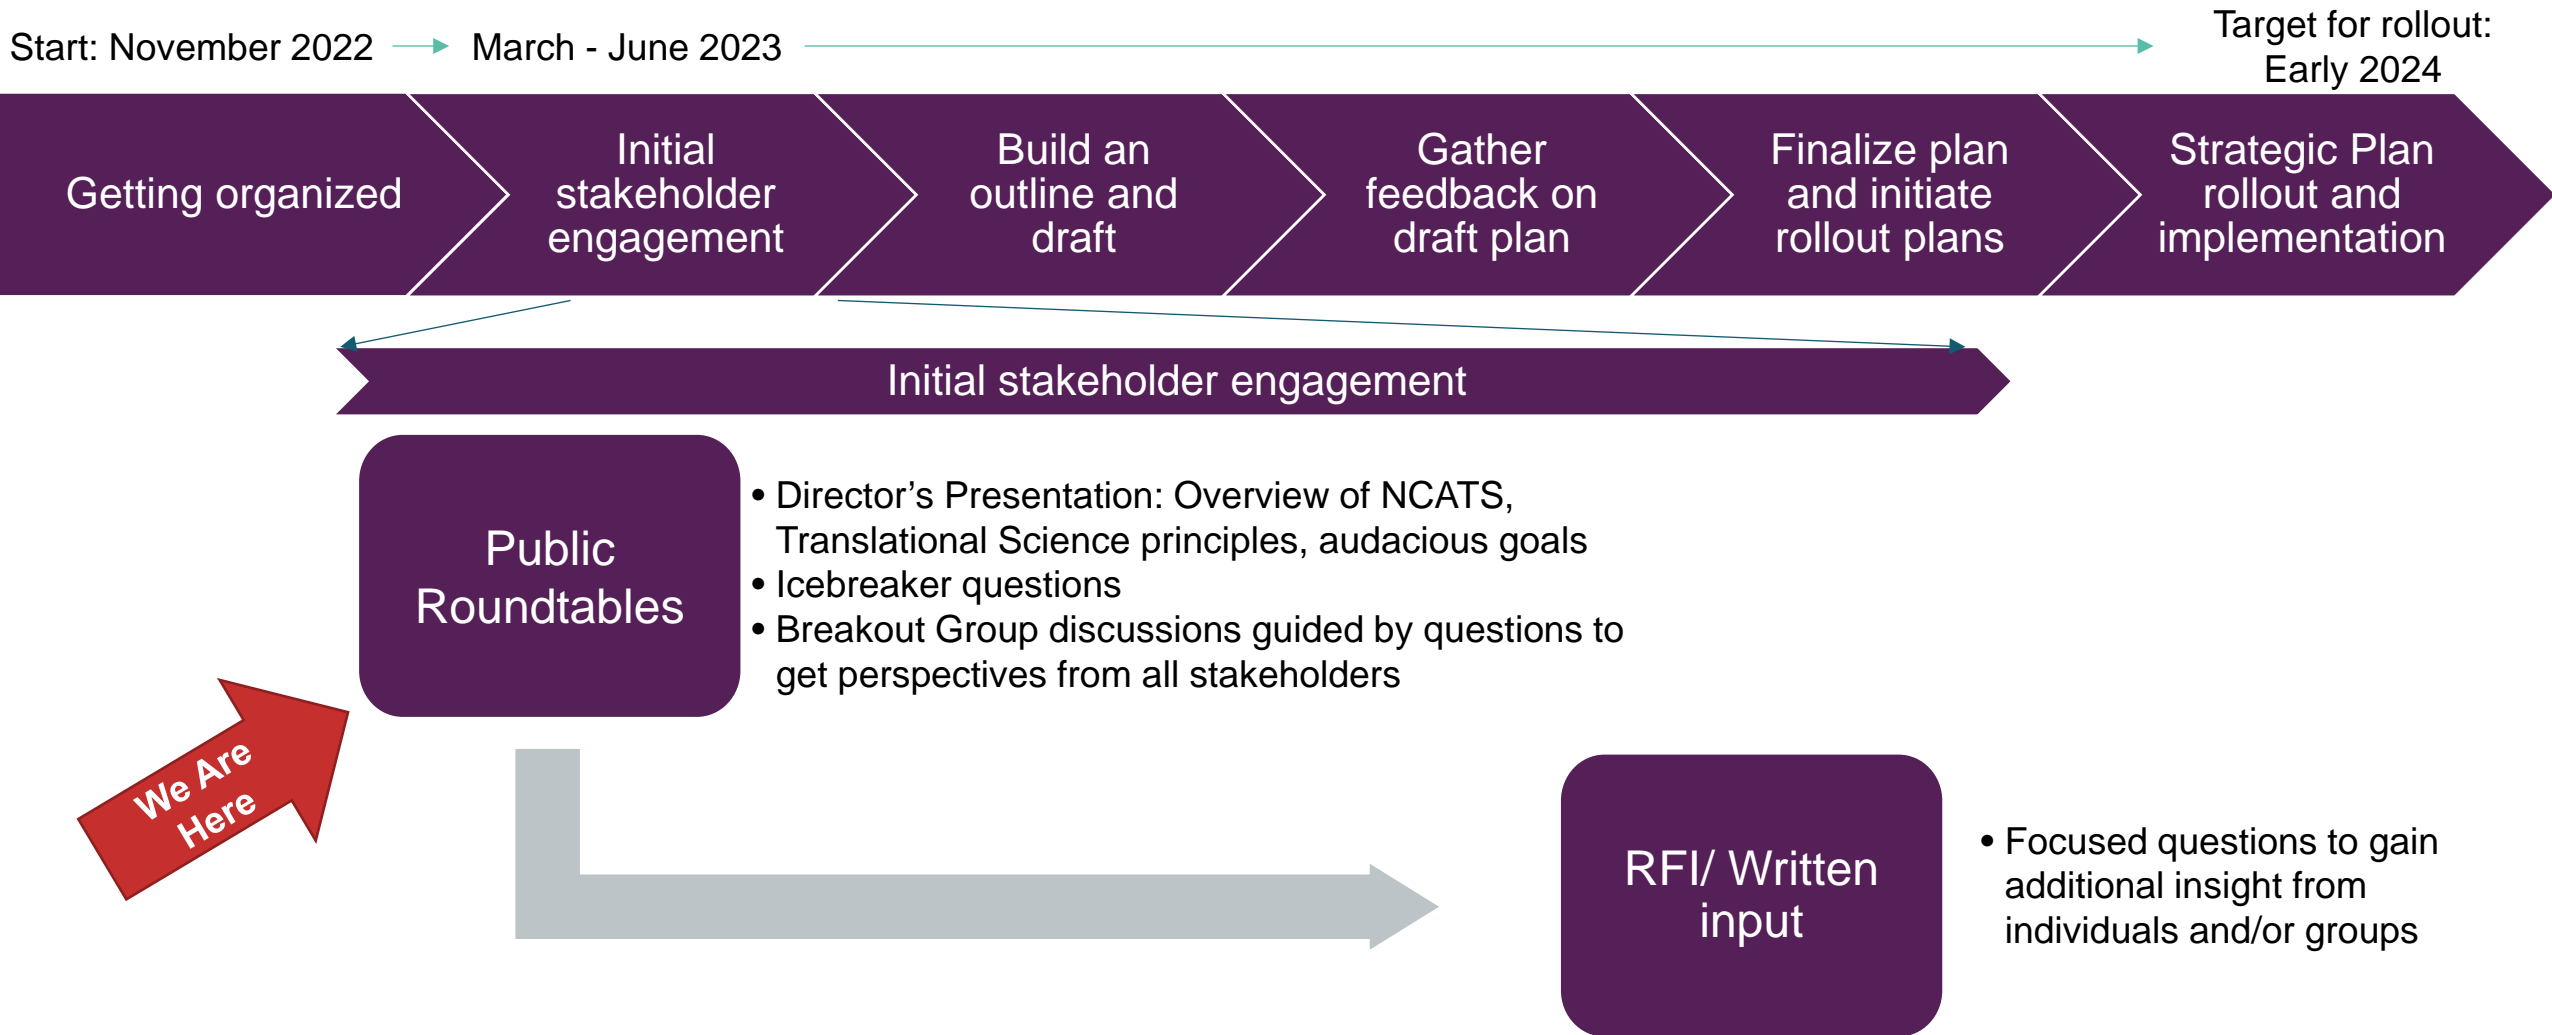 Start: November 2022
March - June 2023
Target for rollout:
Early 2024
Getting organized
Initial
stakeholder
engagement
Build an
outline and
draft
Gather
feedback on
draft plan
Finalize plan
and initiate
rollout plans
Strategic Plan
rollout and
implementation
Initial stakeholder engagement
Public
Roundtables
• Director’s Presentation: Overview of NCATS,
Translational Science principles, audacious goals
• Icebreaker questions
• Breakout Group discussions guided by questions to
get perspectives from all stakeholders
We Are
Here
RFI/ Written
input
• Focused questions to gain
additional insight from
individuals and/or groups